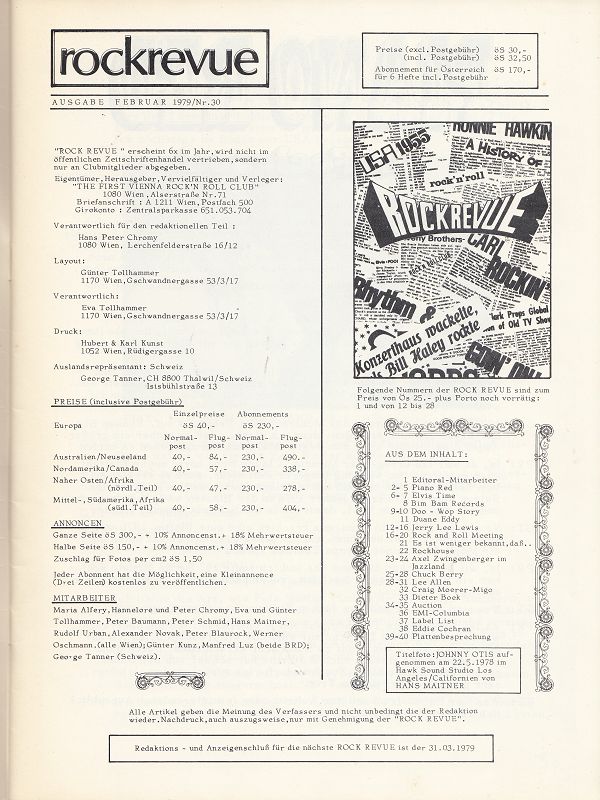 rockrevue
Preise (excl. Postgebühr) öS 30,-
(incl. Postgebühr) öS 32,50
Abonnement für Österreich öS 170,-
für 6 Hefte incl. Postgebühr
AUSGABE FEBRUAR 1979/Nr.30
"ROCK REVUE " erscheint 6x im Jahr, wird nicht im
öffentlichen Zeitschriftenhandel vertrieben, sondern
nur an Clubmitglieder abgegeben.
Eigentümer, Herausgeber, Vervielfältiger und Verleger:
"THE FIRST VIENNA ROCK'N ROLL CLUB"
1080 Wien, Alserstraße Nr. 71
Briefanschrift : A 1211 Wien, Postfach 500
Girokonto : Zentralsparkasse 651.053.704
Verantwortlich für den redaktionellen Teil :
Hans Peter Chromy
1080 Wien, Lerchenfelderstraße 16/12
Layout:
Günter Tollhammer
1170 Wien, Gschwandnergasse 53/3/17
Verantwortlich:
Eva Tollhammer
1170 Wien, Gschwandnergasse 53/3/17
Druck:
Hubert & Karl Kunst
1052 Wien, Rüdigergasse 10
Auslandsrepräsentant: Schweiz
George Tanner, CH 8800 Thalwil/Schweiz
Istsbühlstraße 13
PREISE (inclusive Postgebühr)
Einzelpreise Abonnements
Europa öS 40,- öS 230,-
Normal- Flug- Normal- Flug-
post post post post
Australien/Neuseeland 40,- 84,- 230,- 490.-
Nordamerika/Canada 40,- 57,- 230,- 338,-
Naher Osten/Afrika
(nördl. Teil) 40,- 47,- 230,- 278,-
Mittel-, Südamerika, Afrika
(südl. Teil) 40,- 58,- 230,- 404,-
ANNONCEN
Ganze Seite öS 300,- + 10% Annoncenst.+ 18% Mehrwertsteuer
Halbe Seite öS 150,- + 10% Annoncenst.+ 18% Mehrwertsteuer
Zuschlag für Fotos per cm2 öS 1,50
Jeder Abonnent hat die Möglichkeit, eine Kleinannonce
(Drei Zeilen) kostenlos zu veröffentlichen.
MITARBEITER
Maria Alfery, Hannelore und Peter Chromy, Eva und Günter
Tollhammer, Peter Baumann, Peter Schmid, Hans Maitner,
Rudolf Urban, Alexander Novak, Peter Blaurock, Werner
Oschmann, (alle Wien); Günter Kunz, Manfred Luz (beide BRD);
George Tanner (Schweiz).
RONNIE HAWKIN
USA 1955
A HISTORY OF
rock'n'roll
ROCKREVUE
Brothers
CARL
ROCKIN'
Rhythm &
Konzerthaus wackelte,
Bill Haley rockte
Folgende Nummern der ROCK REVUE sind zum
Preis von Ös 25.- plus Porto noch vorrätig:
1 und von 12 bis 28
AUS DEM INHALT:
1 Editoral-Mitarbeiter
2- 5 Piano Red
6- 7 Elvis Time
8 Bim Bam Records
9-10 Doo - Wop Story
11 Duane Eddy
12-16 Jerry Lee Lewis
16-20 Rock and Roll Meeting
21 Es ist weniger bekannt, daß..
22 Rockhouse
23-24 Axel Zwingenberger im
Jazzland
25-28 Chuck Berry
28-31 Lee Allen
32 Craig Moerer-Migo
33 Dieter Boek
34-35 Auction
36 EMI-Columbia
37 Label List
38 Eddie Cochran
39-40 Plattenbesprechung
Titelfoto: JOHNNY OTIS auf-
genommen am 22.5.1978 im
Hawk Sound Studio Los
Angeles/Californien von
HANS MAITNER
Alle Artikel geben die Meinung des Verfassers und nicht unbedingt die der Redaktion
wieder. Nachdruck, auch auszugsweise, nur mit Genehmigung der "ROCK REVUE".
Redaktions - und Anzeigenschluß für die nächste ROCK REVUE ist der 31.03.1979